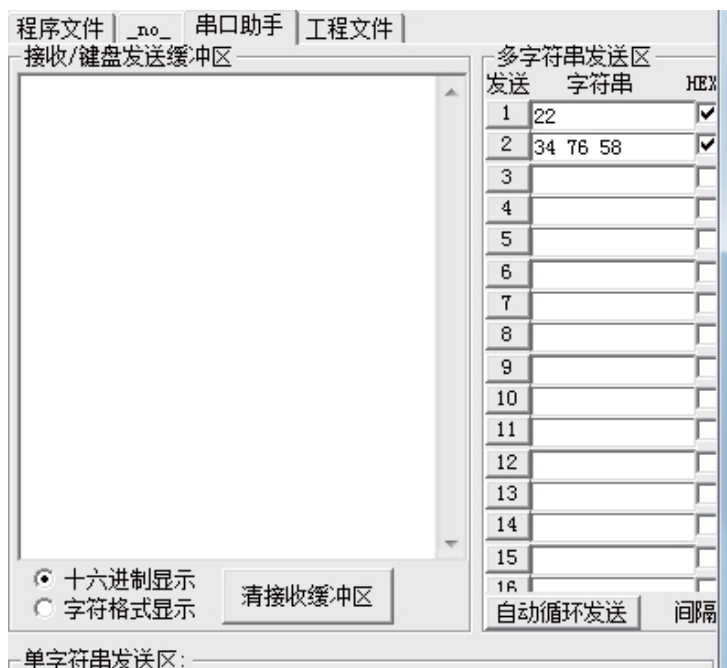 程序文件 _no_ 串口助手 工程文件
接收/键盘发送缓冲区
多字符串发送区
发送 字符串 HEX
1 22
2 34 76 58
3
4
5
6
7
8
9
10
11
12
13
14
15
16
十六进制显示
字符格式显示
清接收缓冲区
自动循环发送 间隔
单字符串发送区: